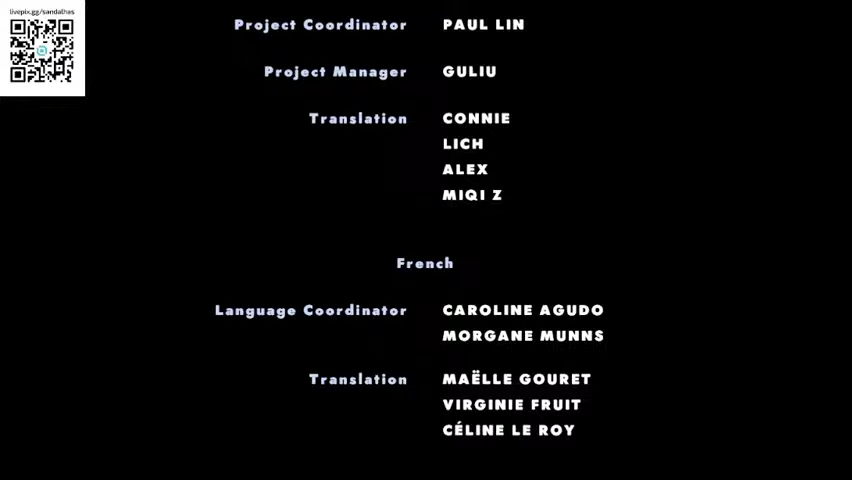 livepix.gg/sandalhas
Project Coordinator PAUL LIN
Project Manager GULIU
Translation CONNIE
LICH
ALEX
MIQI Z
French
Language Coordinator CAROLINE AGUDO
MORGANE MUNNS
Translation MAËLLE GOURET
VIRGINIE FRUIT
CÉLINE LE ROY